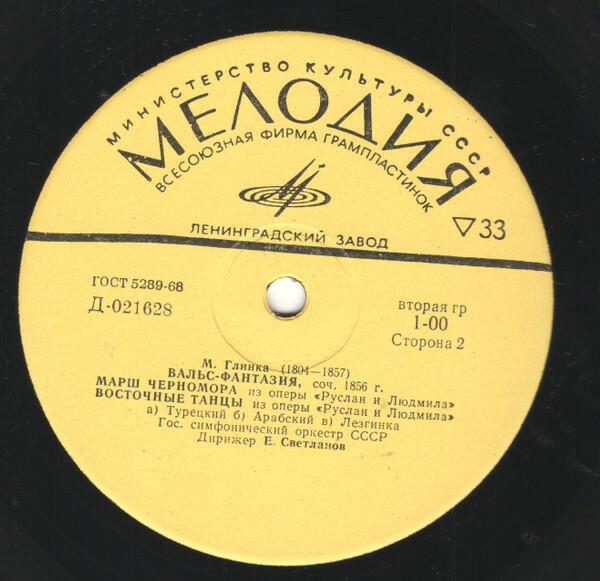 МИНИСТЕРСТВО КУЛЬТУРЫ СССР
МЕЛОДИЯ
ВСЕСОЮЗНАЯ ФИРМА ГРАМПЛАСТИНОК
ЛЕНИНГРАДСКИЙ ЗАВОД
▽33
ГОСТ 5289-68
Д-021628
вторая гр
1-00
Сторона 2
М. Глинка (1804—1857)
ВАЛЬС-ФАНТАЗИЯ, соч. 1856 г.
МАРШ ЧЕРНОМОРА из оперы «Руслан и Людмила»
ВОСТОЧНЫЕ ТАНЦЫ из оперы «Руслан и Людмила»
а) Турецкий б) Арабский в) Лезгинка
Гос. симфонический оркестр СССР
Дирижер Е. Светланов